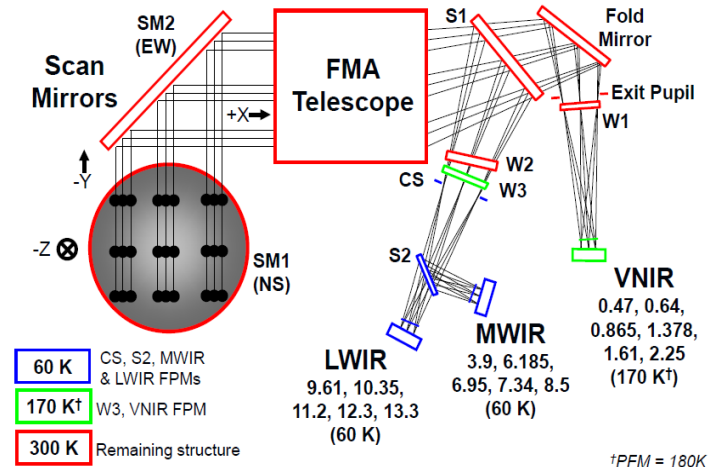 SM2
(EW)
Scan
Mirrors
FMA
Telescope
+X
S1
Fold
Mirror
Exit Pupil
W1
W2
W3
CS
-Y
-Z
SM1
(NS)
S2
VNIR
0.47, 0.64,
0.865, 1.378,
1.61, 2.25
(170 K†)
MWIR
3.9, 6.185,
6.95, 7.34, 8.5
(60 K)
LWIR
9.61, 10.35,
11.2, 12.3, 13.3
(60 K)
60 K
CS, S2, MWIR
& LWIR FPMs
170 K†
W3, VNIR FPM
300 K
Remaining structure
†PFM = 180K